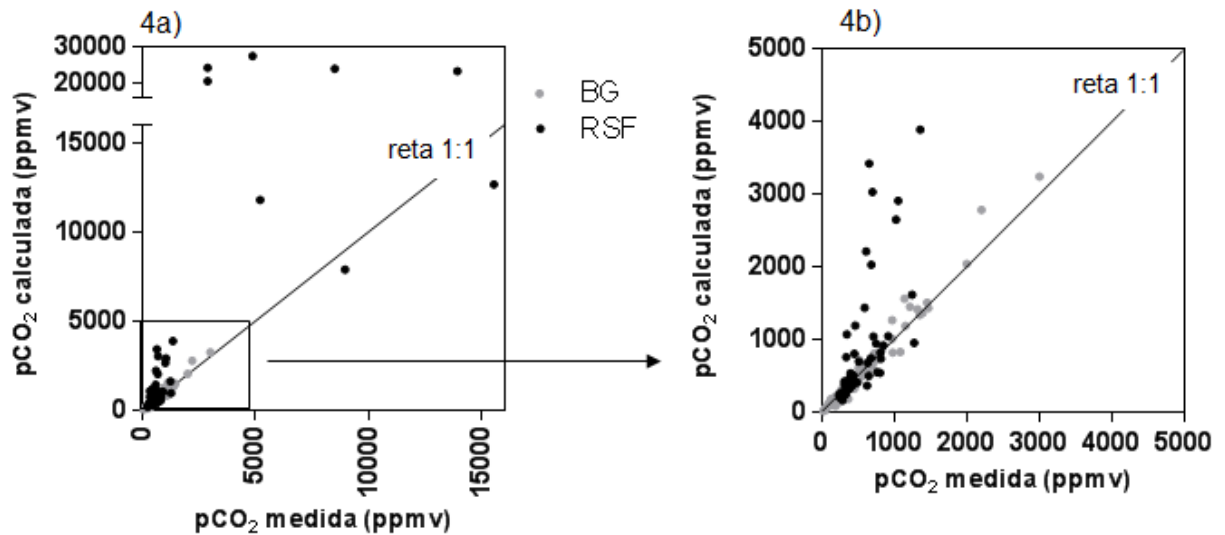 4a)
30000
25000
20000
15000
10000
5000
0
pCO₂ calculada (ppmv)
reta 1:1
0
5000
10000
15000
pCO₂ medida (ppmv)
BG
RSF
4b)
5000
4000
3000
2000
1000
0
pCO₂ calculada (ppmv)
reta 1:1
0
1000
2000
3000
4000
5000
pCO₂ medida (ppmv)